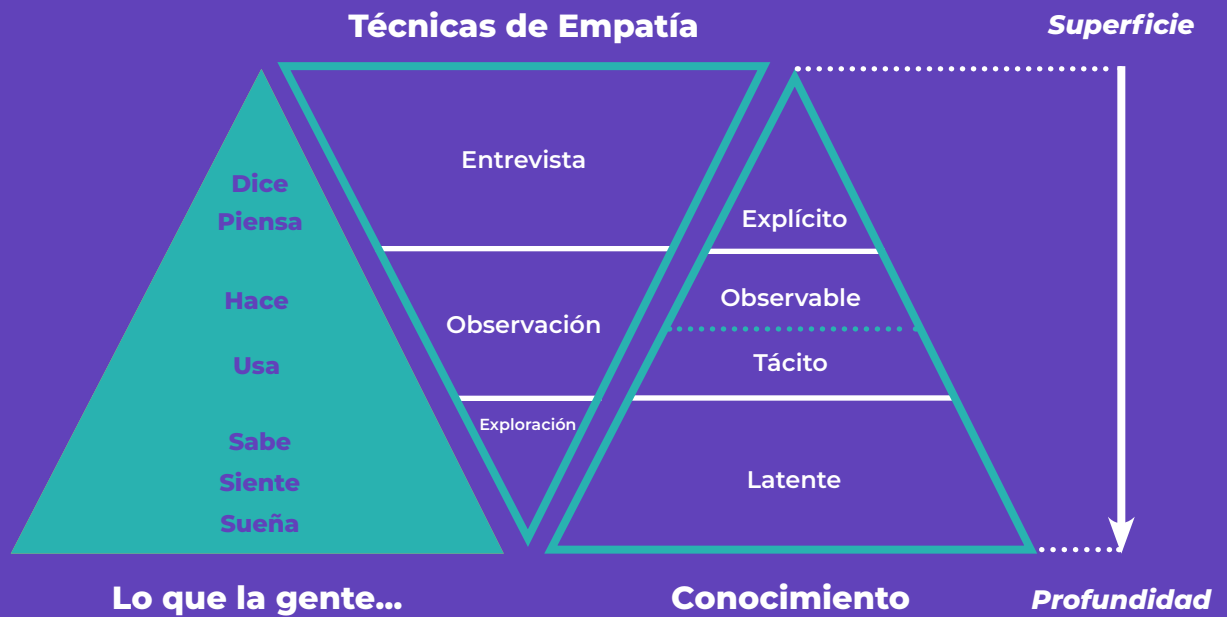 Técnicas de Empatía
Superficie
Dice
Piensa
Hace
Usa
Sabe
Siente
Sueña
Entrevista
Observación
Exploración
Explícito
Observable
Tácito
Latente
Lo que la gente...
Conocimiento
Profundidad